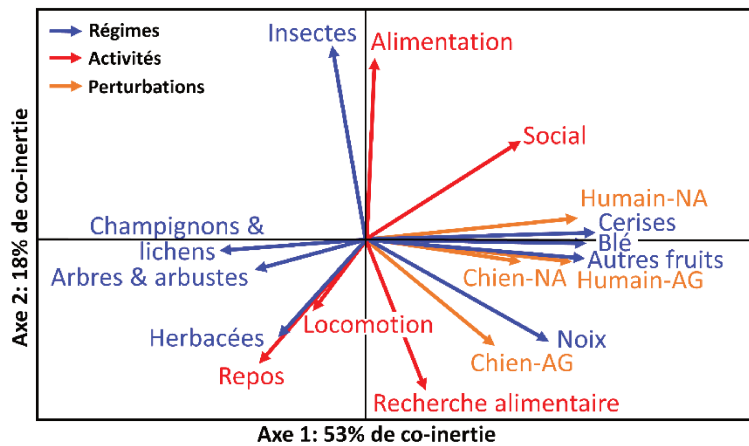 Régimes
Activités
Perturbations
Insectes
Alimentation
Social
Humain-NA
Champignons &
lichens
Cerises
Blé
Arbres & arbustes
Autres fruits
Chien-NA
Humain-AG
Herbacées
Locomotion
Noix
Chien-AG
Repos
Recherche alimentaire
Axe 2: 18% de co-inertie
Axe 1: 53% de co-inertie